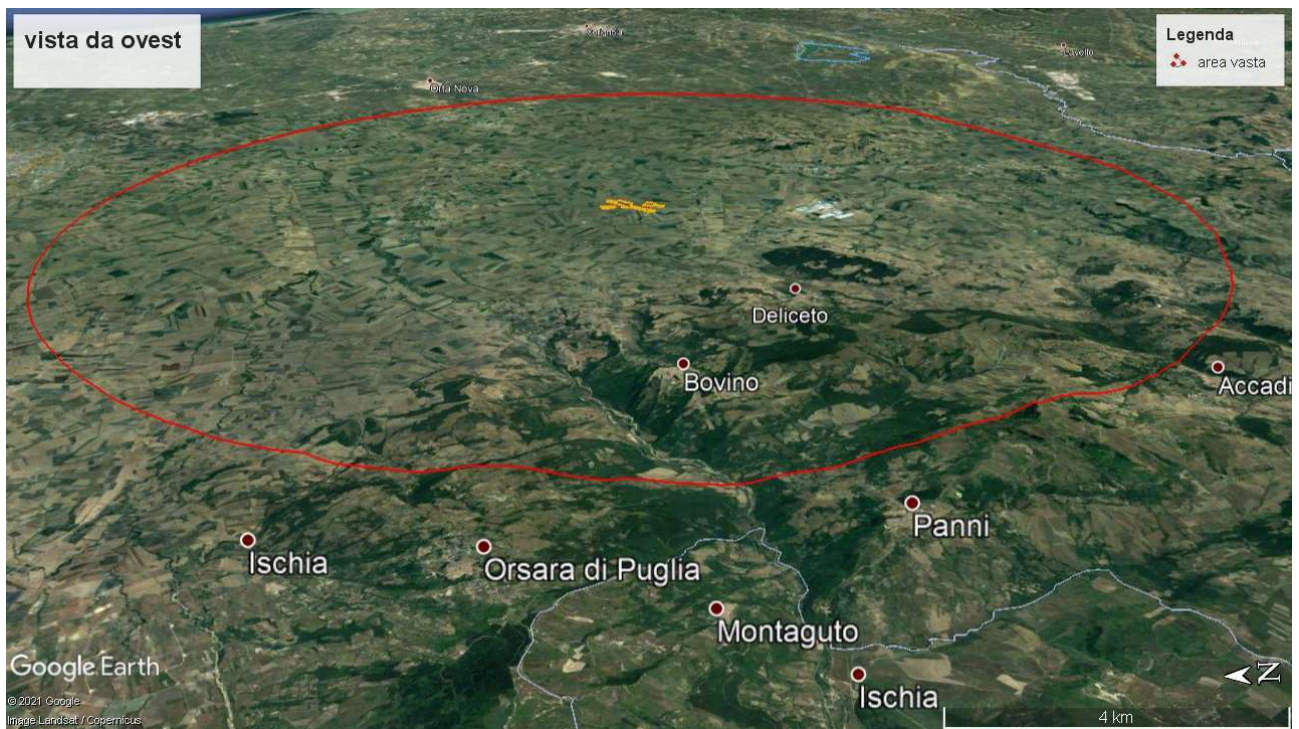 vista da ovest
Legenda
area vasta
Lavello
Orta Nova
Deliceto
Bovino
Accadi
Panni
Ischia
Orsara di Puglia
Montaguto
Ischia
Google Earth
N
© 2021 Google
Image Landsat / Copernicus
4 km